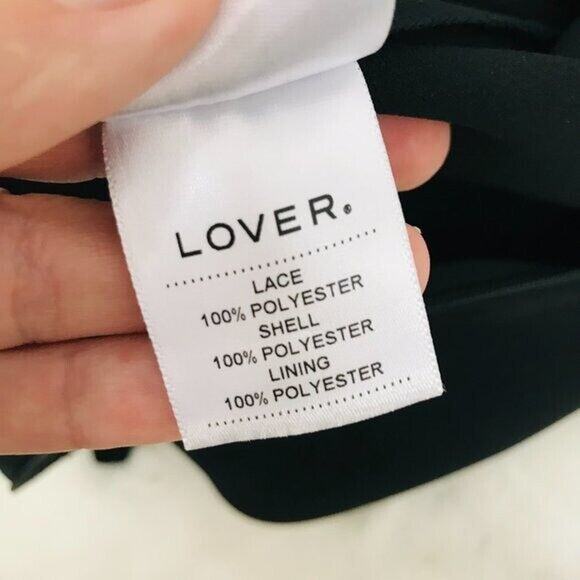 LOVER.®
LACE
100% POLYESTER
SHELL
100% POLYESTER
LINING
100% POLYESTER